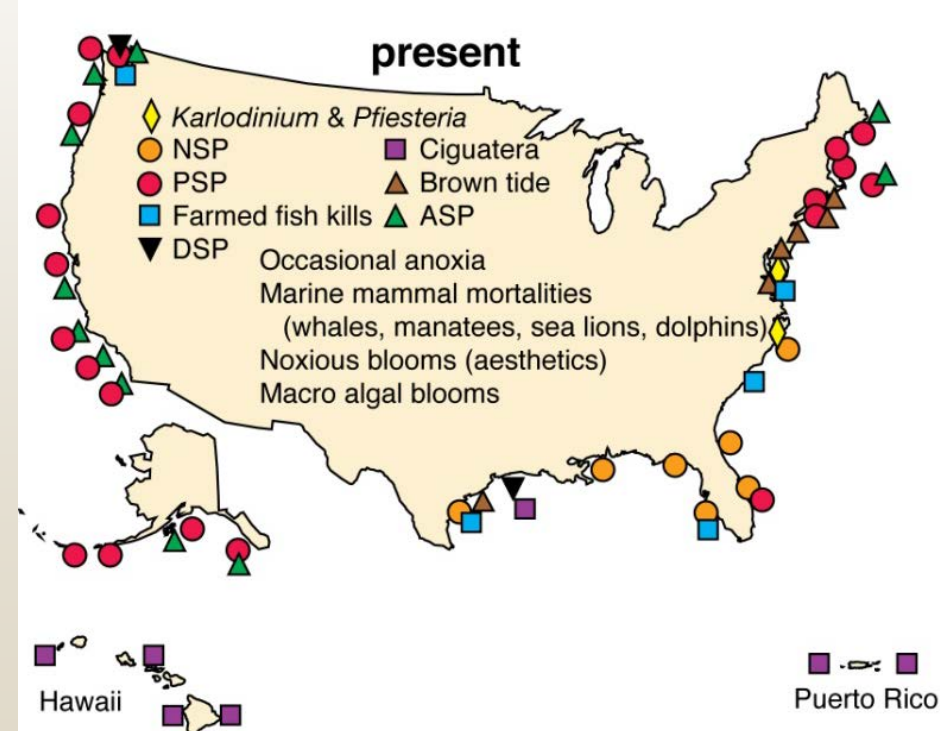 present
Karlodinium & Pfiesteria
NSP
Ciguatera
PSP
Brown tide
Farmed fish kills
ASP
DSP
Occasional anoxia
Marine mammal mortalities
(whales, manatees, sea lions, dolphins)
Noxious blooms (aesthetics)
Macro algal blooms
Hawaii
Puerto Rico